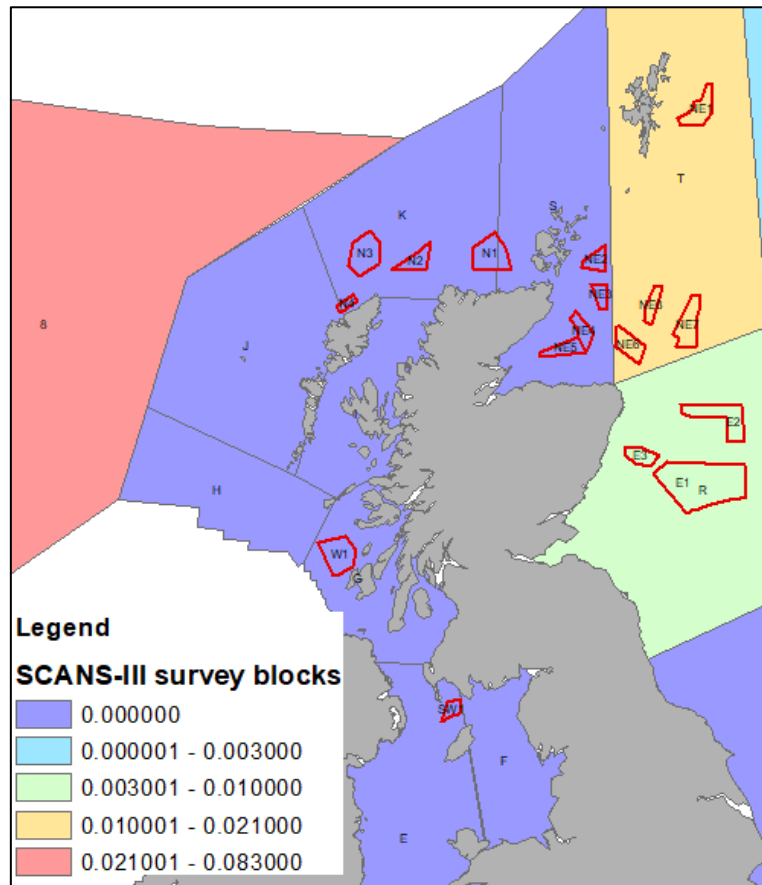 NE1
T
K
S
N3
N2
N1
NE2
N4
NE3
NE8
NE7
NE4
NE5
NE6
8
J
E2
E3
E1
R
H
W1
G
SW1
F
E
Legend
SCANS-III survey blocks
0.000000
0.000001 - 0.003000
0.003001 - 0.010000
0.010001 - 0.021000
0.021001 - 0.083000